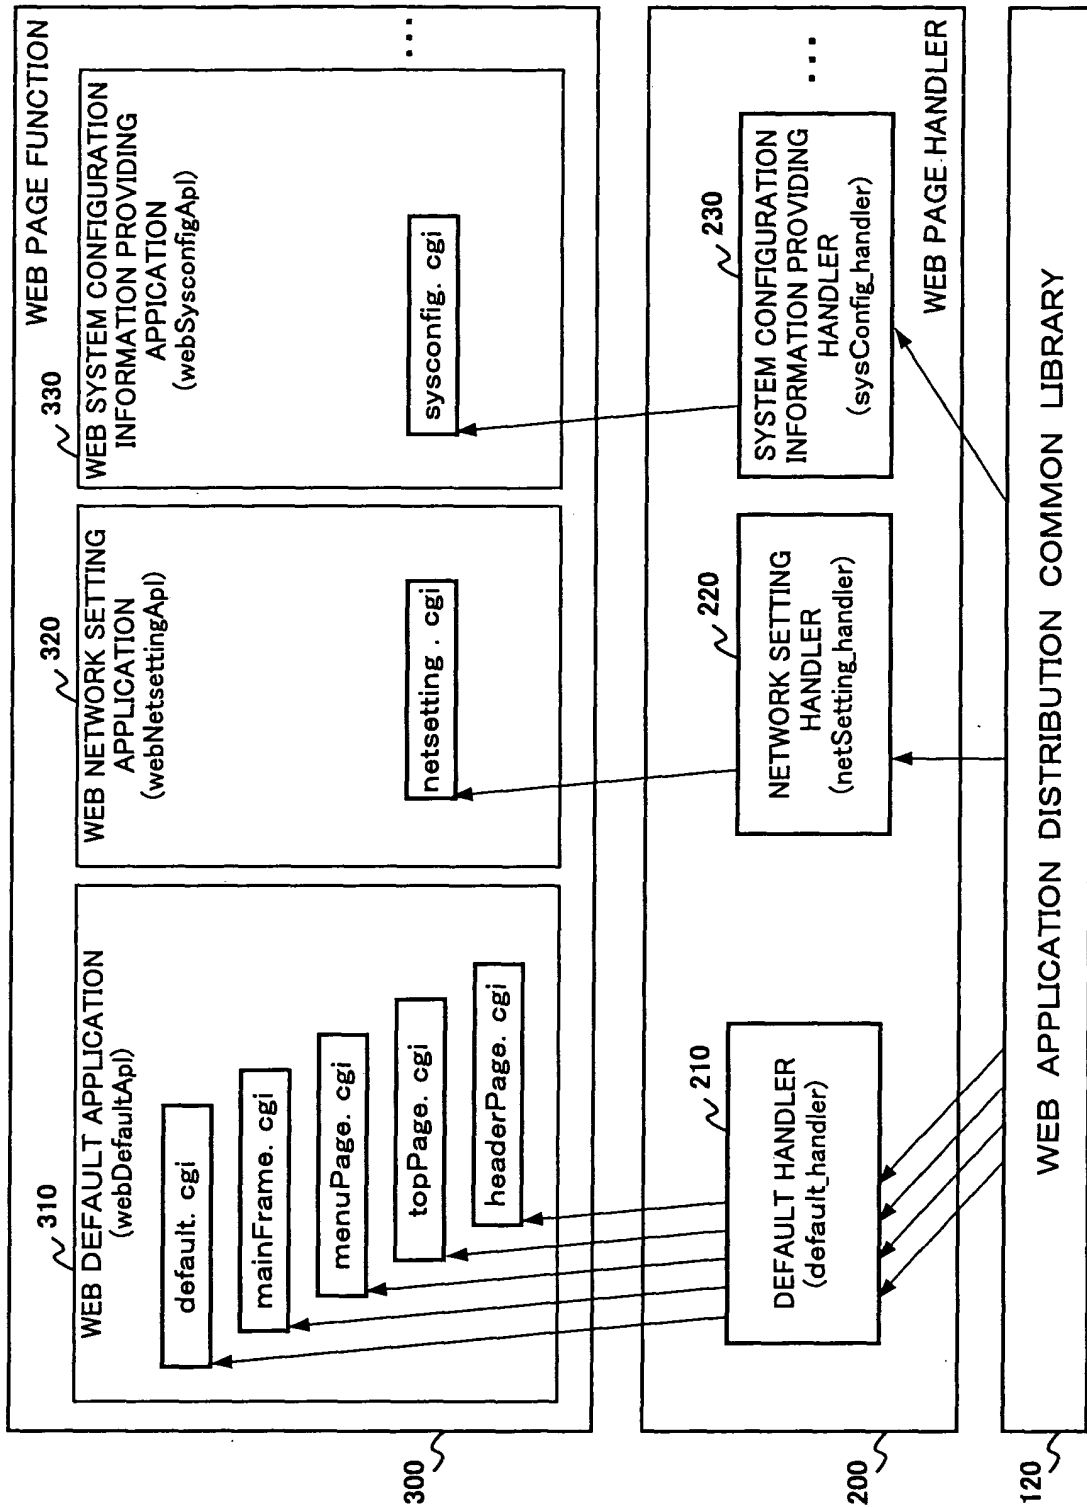 WEB PAGE FUNCTION
300
310
WEB DEFAULT APPLICATION
(webDefaultApl)
default. cgi
mainFrame. cgi
menuPage. cgi
topPage. cgi
headerPage. cgi
320
WEB NETWORK SETTING
APPLICATION
(webNetsettingApl)
netsetting . cgi
330
WEB SYSTEM CONFIGURATION
INFORMATION PROVIDING
APPICATION
(webSysconfigApl)
sysconfig. cgi
...
200
210
DEFAULT HANDLER
(default_handler)
220
NETWORK SETTING
HANDLER
(netSetting_handler)
230
SYSTEM CONFIGURATION
INFORMATION PROVIDING
HANDLER
(sysConfig_handler)
...
WEB PAGE HANDLER
120
WEB APPLICATION DISTRIBUTION COMMON LIBRARY